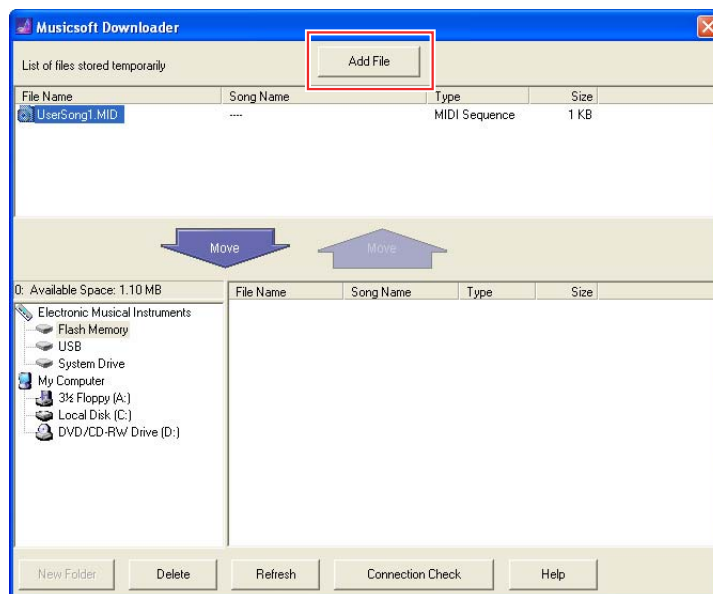 Musicsoft Downloader
List of files stored temporarily
Add File
File Name Song Name Type Size
UserSong1.MID ---- MIDI Sequence 1 KB
Move Move
0: Available Space: 1.10 MB
File Name Song Name Type Size
Electronic Musical Instruments
Flash Memory
USB
System Drive
My Computer
3½ Floppy (A:)
Local Disk (C:)
DVD/CD-RW Drive (D:)
New Folder Delete Refresh Connection Check Help